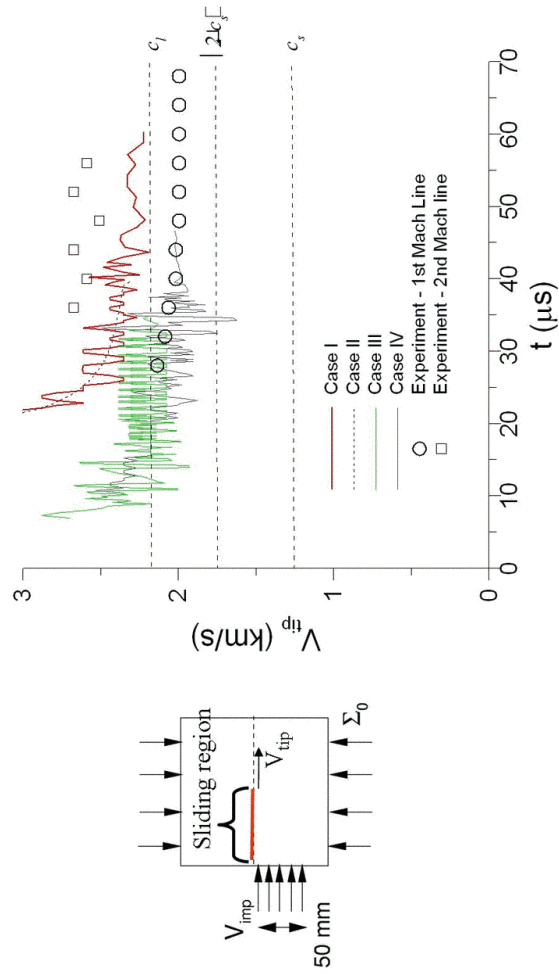 Σ₀
Sliding region
V_tip
V_imp
50 mm
V_tip (km/s)
3
2
1
0
c_l
c_s
Case I
Case II
Case III
Case IV
Experiment - 1st Mach Line
Experiment - 2nd Mach line
0
10
20
30
40
50
60
70
t (μs)